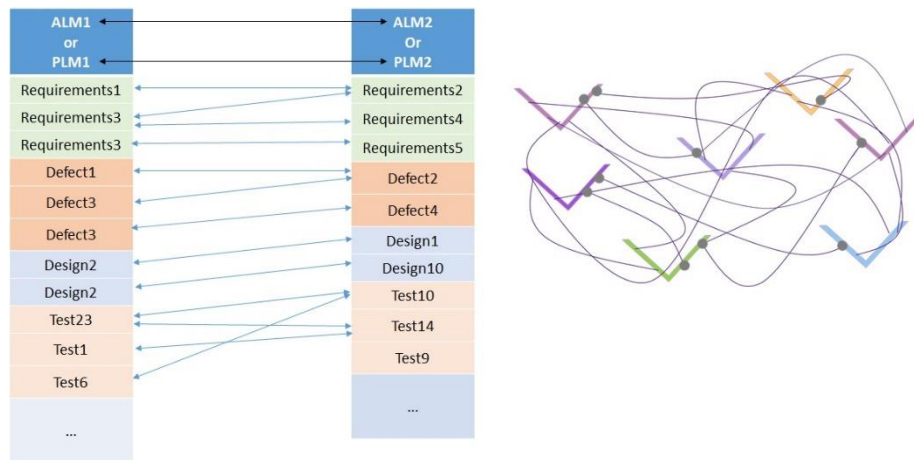 ALM1
or
PLM1
Requirements1
Requirements3
Requirements3
Defect1
Defect3
Defect3
Design2
Design2
Test23
Test1
Test6
...
ALM2
Or
PLM2
Requirements2
Requirements4
Requirements5
Defect2
Defect4
Design1
Design10
Test10
Test14
Test9
...